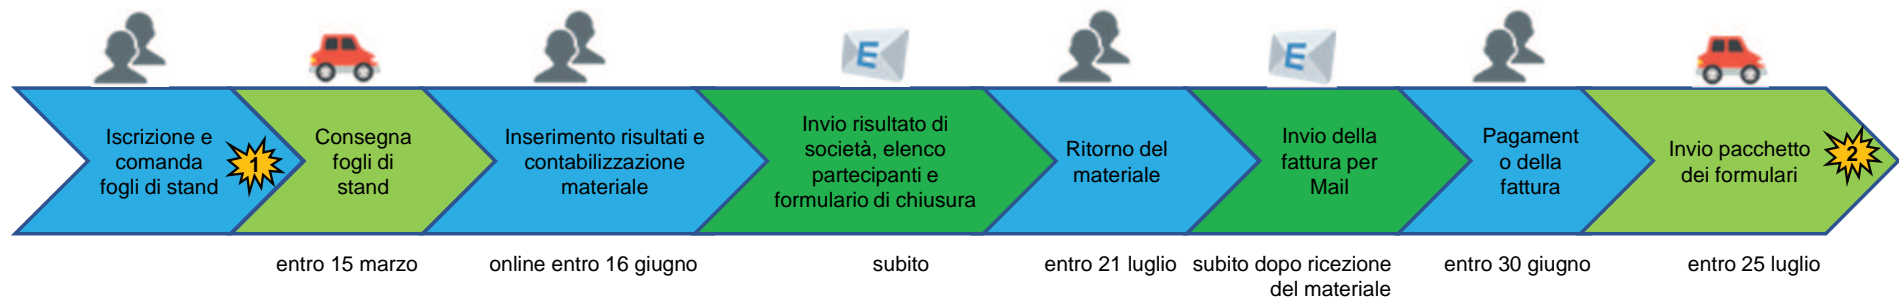 E
E
Iscrizione e
comanda
fogli di stand
1
Consegna
fogli di
stand
Inserimento risultati e
contabilizzazione
materiale
Invio risultato di
società, elenco
partecipanti e
formulario di chiusura
Ritorno del
materiale
Invio della
fattura per
Mail
Pagament
o della
fattura
Invio pacchetto
dei formulari
2
entro 15 marzo
online entro 16 giugno
subito
entro 21 luglio
subito dopo ricezione
del materiale
entro 30 giugno
entro 25 luglio